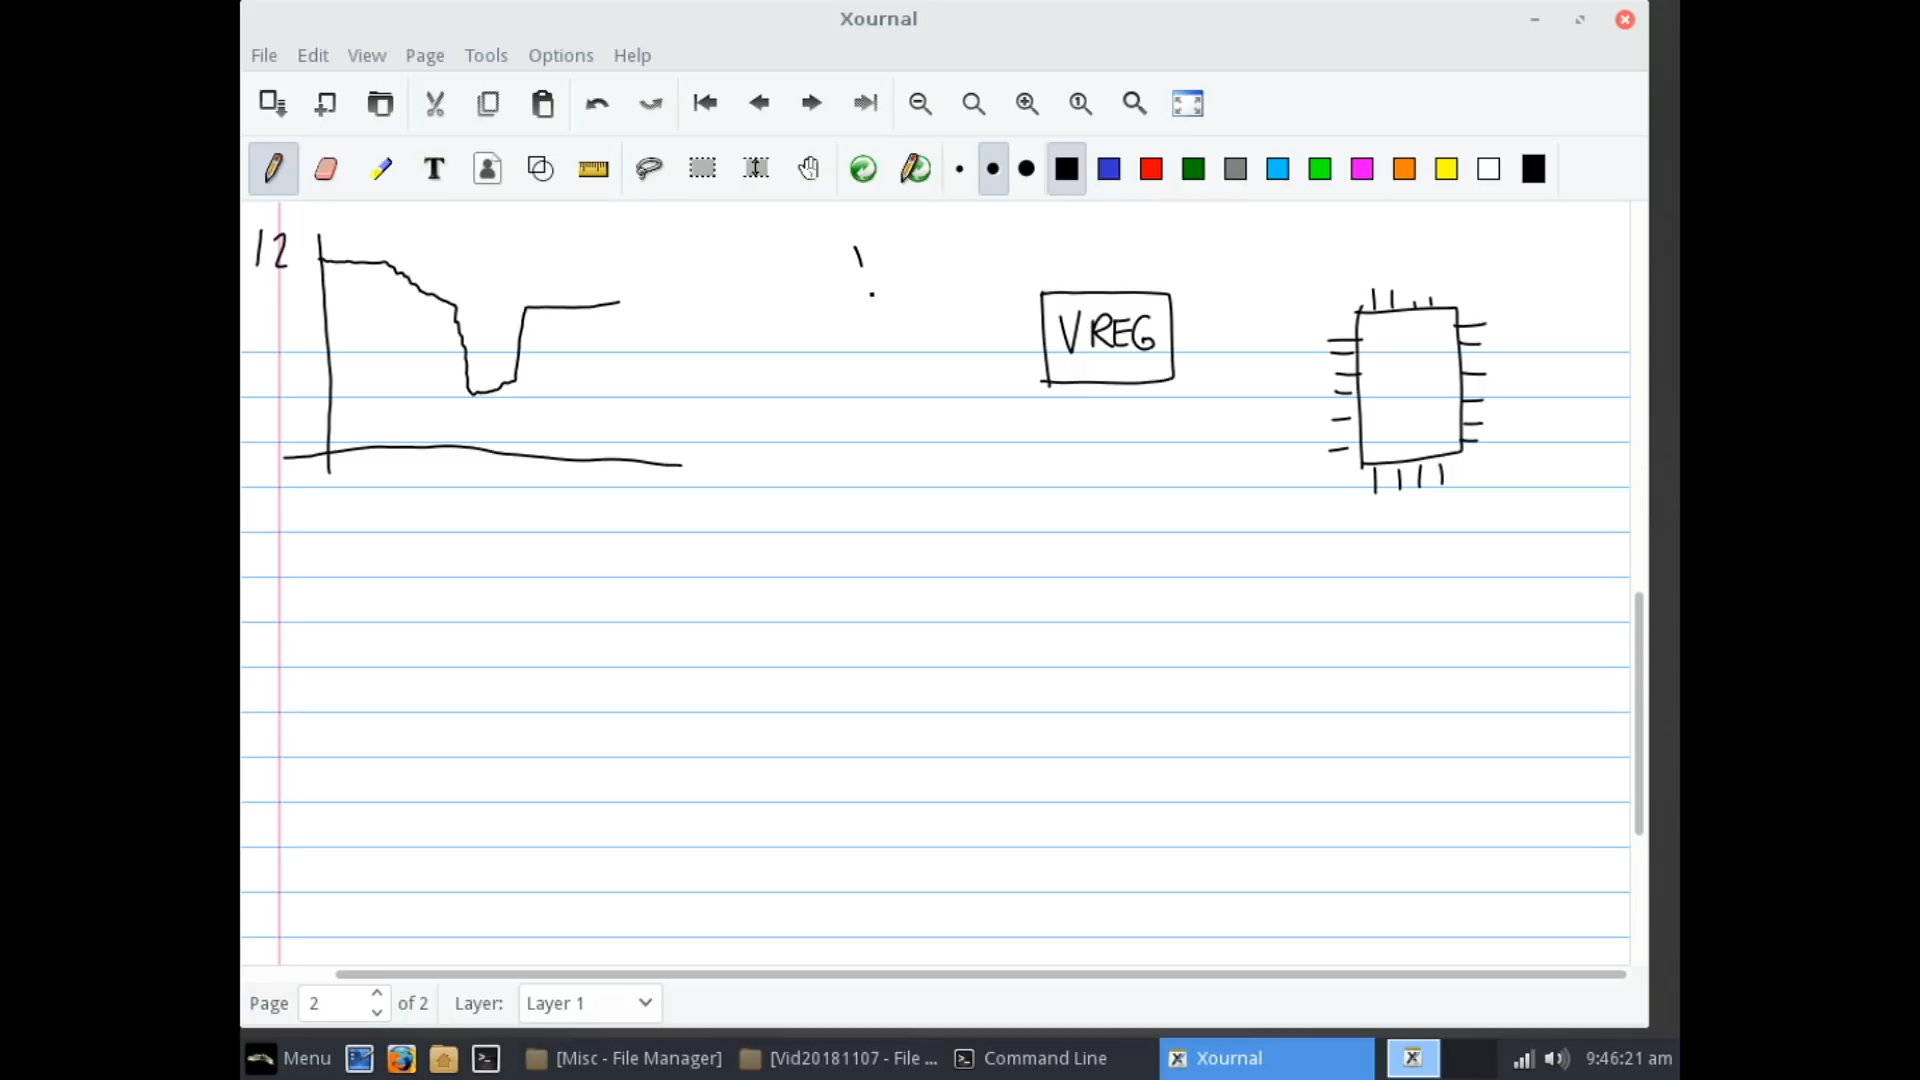 Xournal
File Edit View Page Tools Options Help
T
12
VREG
Page 2 of 2 Layer: Layer 1
Menu [Misc - File Manager] [Vid20181107 - File ... Command Line Xournal 9:46:21 am